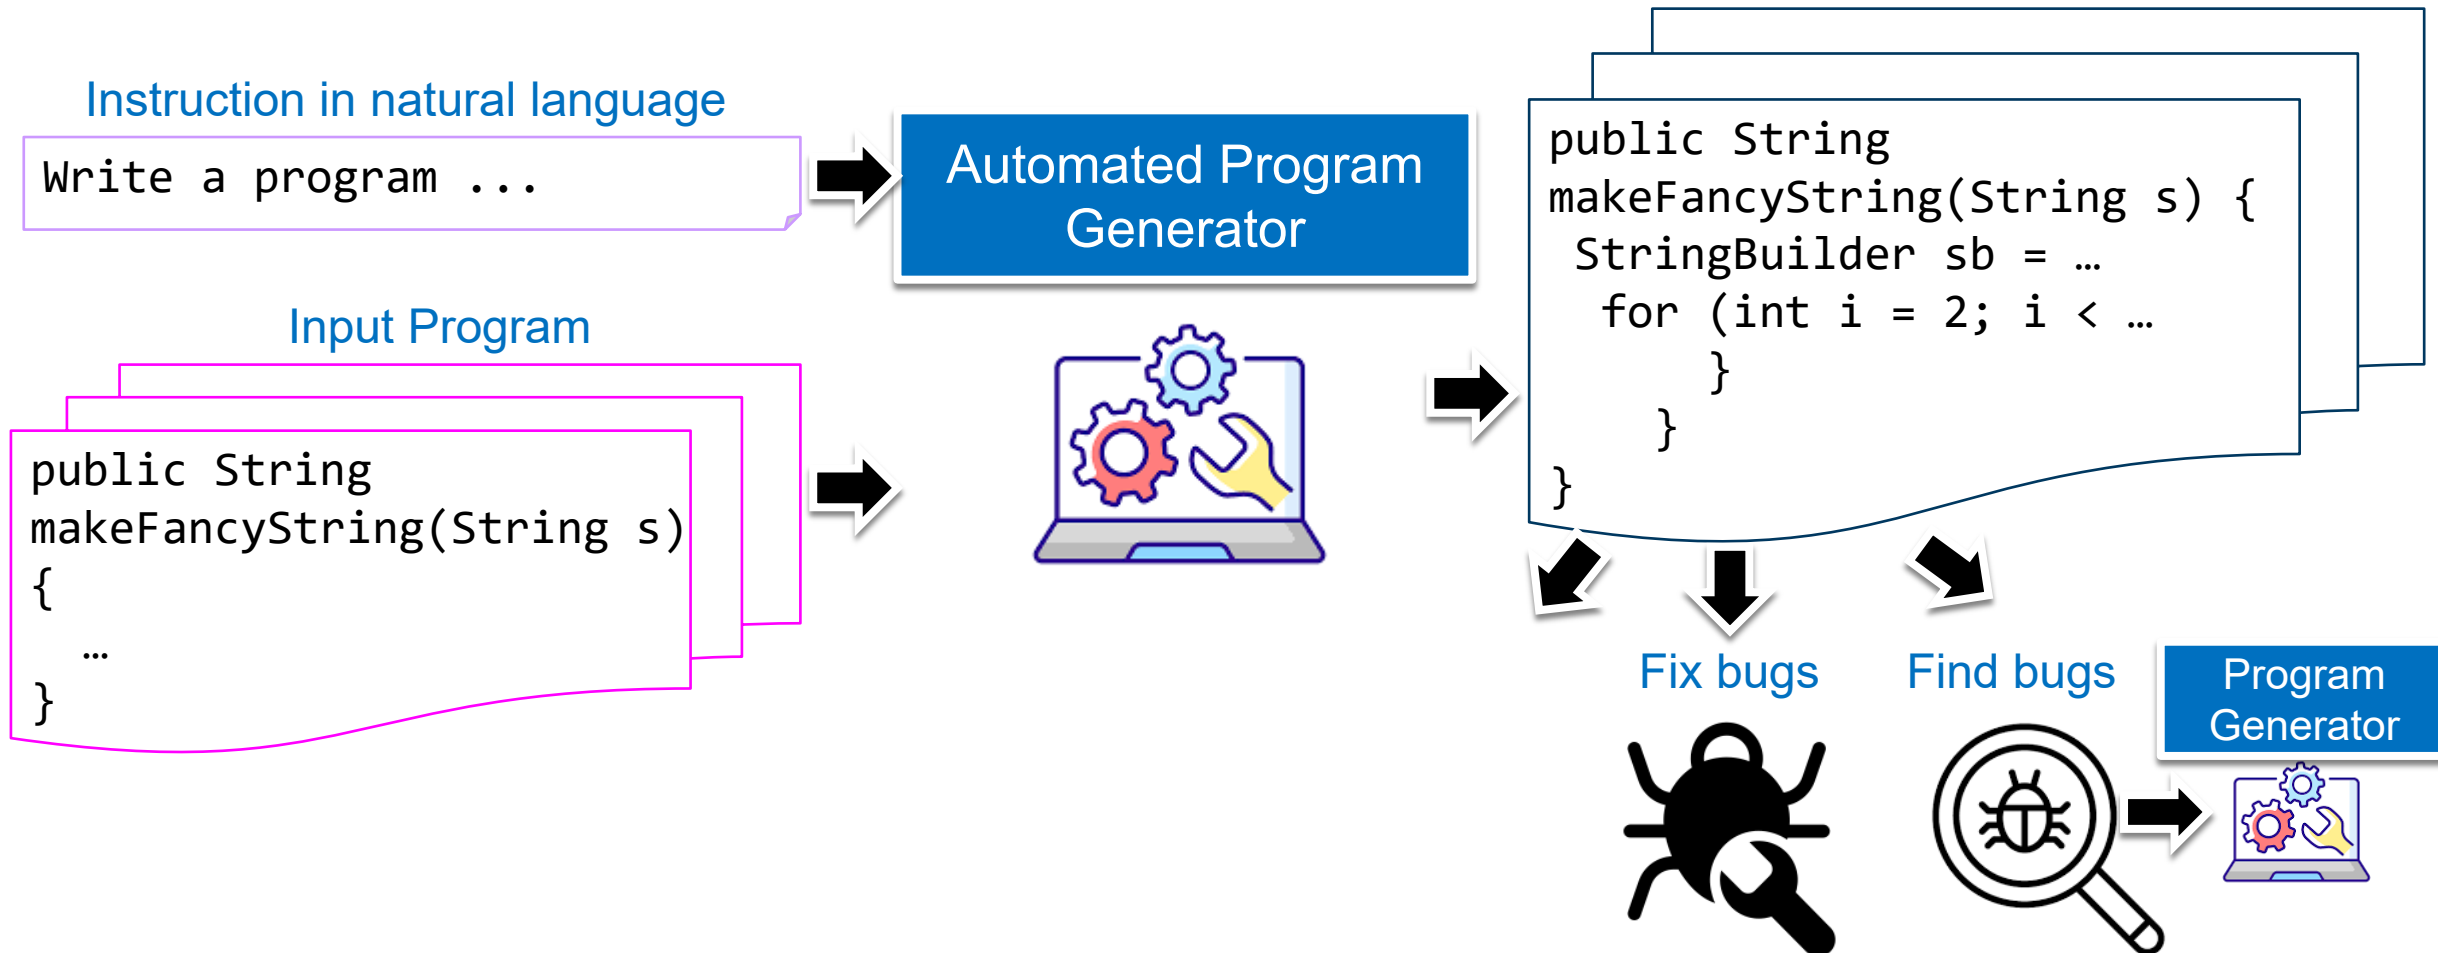 Instruction in natural language
Write a program ...
Input Program
public String
makeFancyString(String s)
{
…
}
Automated Program
Generator
public String
makeFancyString(String s) {
StringBuilder sb = …
for (int i = 2; i < …
}
}
}
Fix bugs
Find bugs
Program
Generator